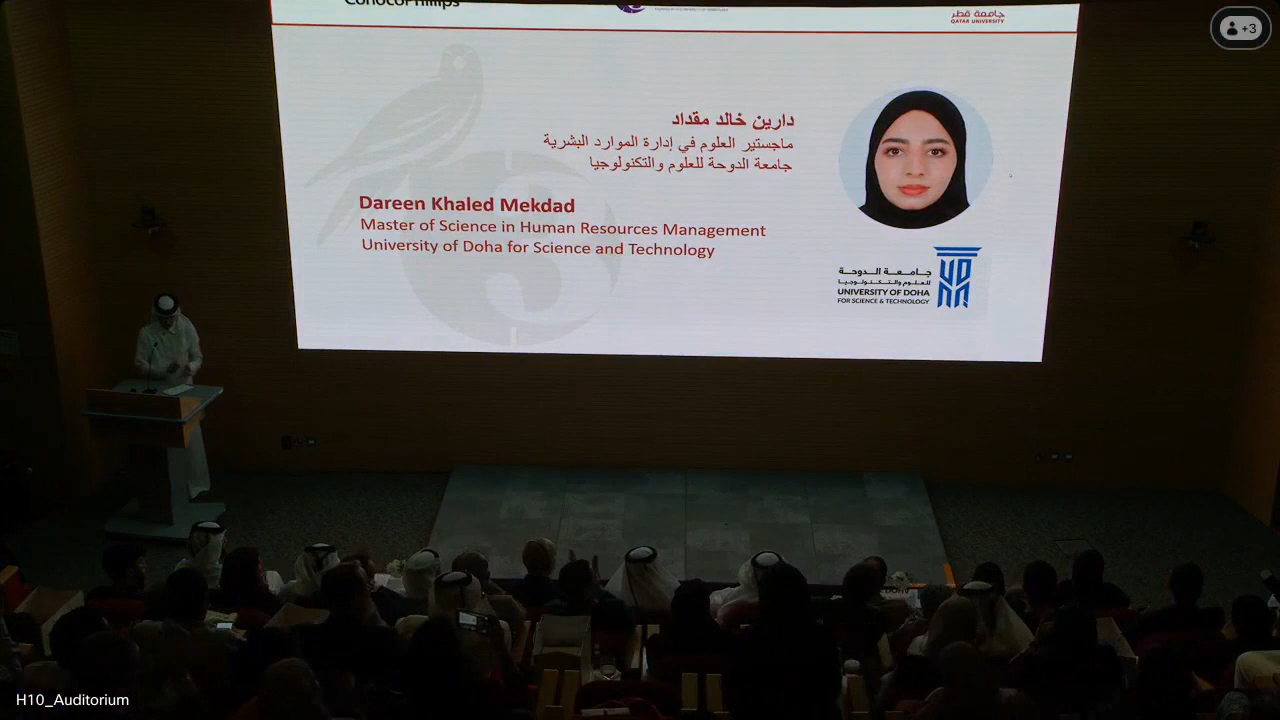 ConocoPhillips
جامعة قطر
QATAR UNIVERSITY
+3
دارين خالد مقداد
ماجستير العلوم في إدارة الموارد البشرية
جامعة الدوحة للعلوم والتكنولوجيا
Dareen Khaled Mekdad
Master of Science in Human Resources Management
University of Doha for Science and Technology
جامعة الدوحة
للعلوم والتكنولوجيا
UNIVERSITY OF DOHA
FOR SCIENCE & TECHNOLOGY
H10_Auditorium